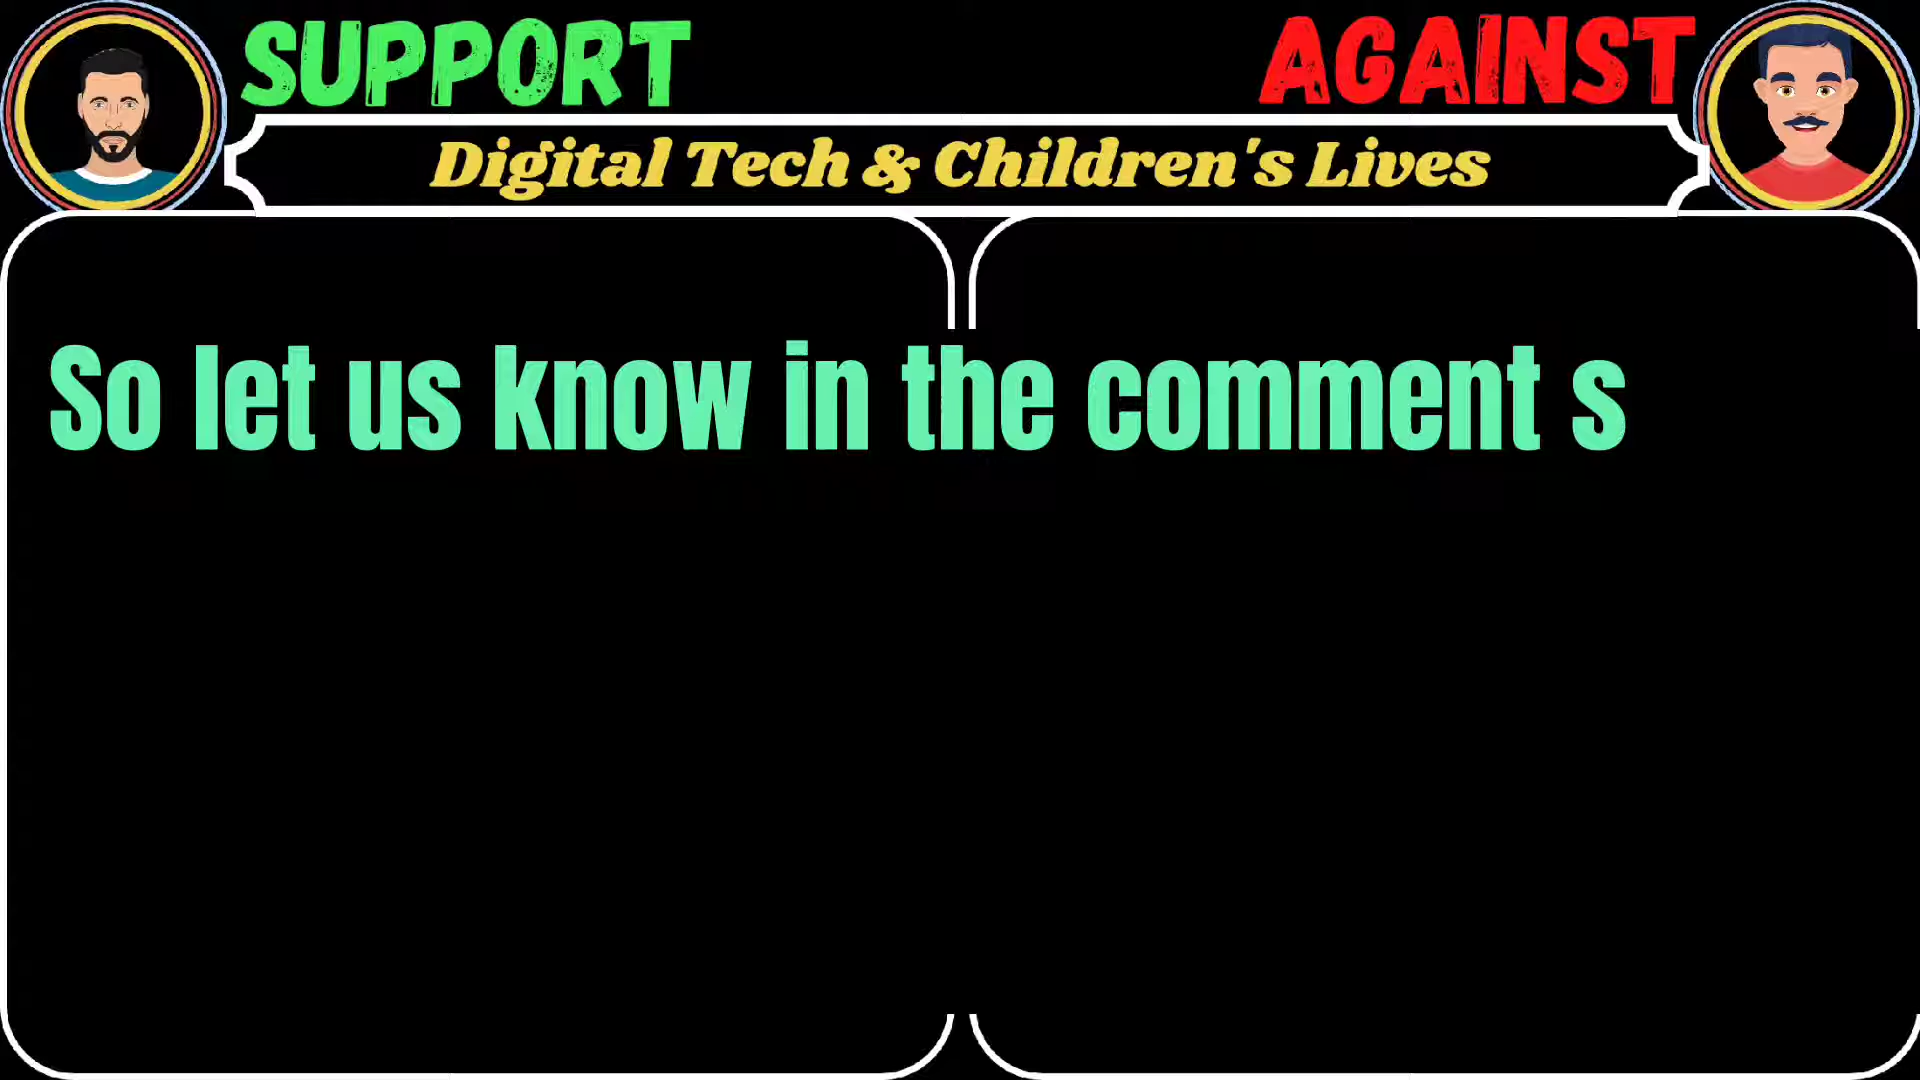 SUPPORT
AGAINST
Digital Tech & Children's Lives
So let us know in the comment s